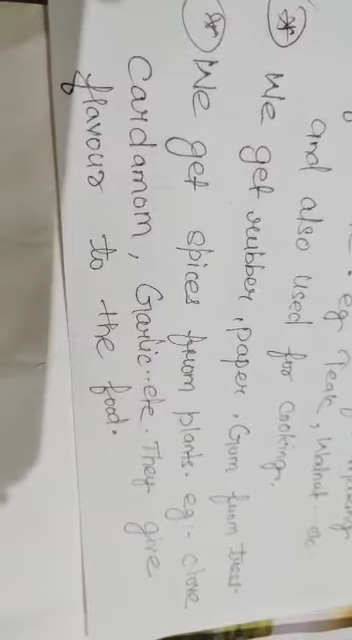 eg Teak, Walnut. etc.
and also used for cooking.
* We get rubber, paper, Gum from trees.
* We get spices from plants. eg:- clove
Cardamom, Garlic..etc. They give
flavour to the food.